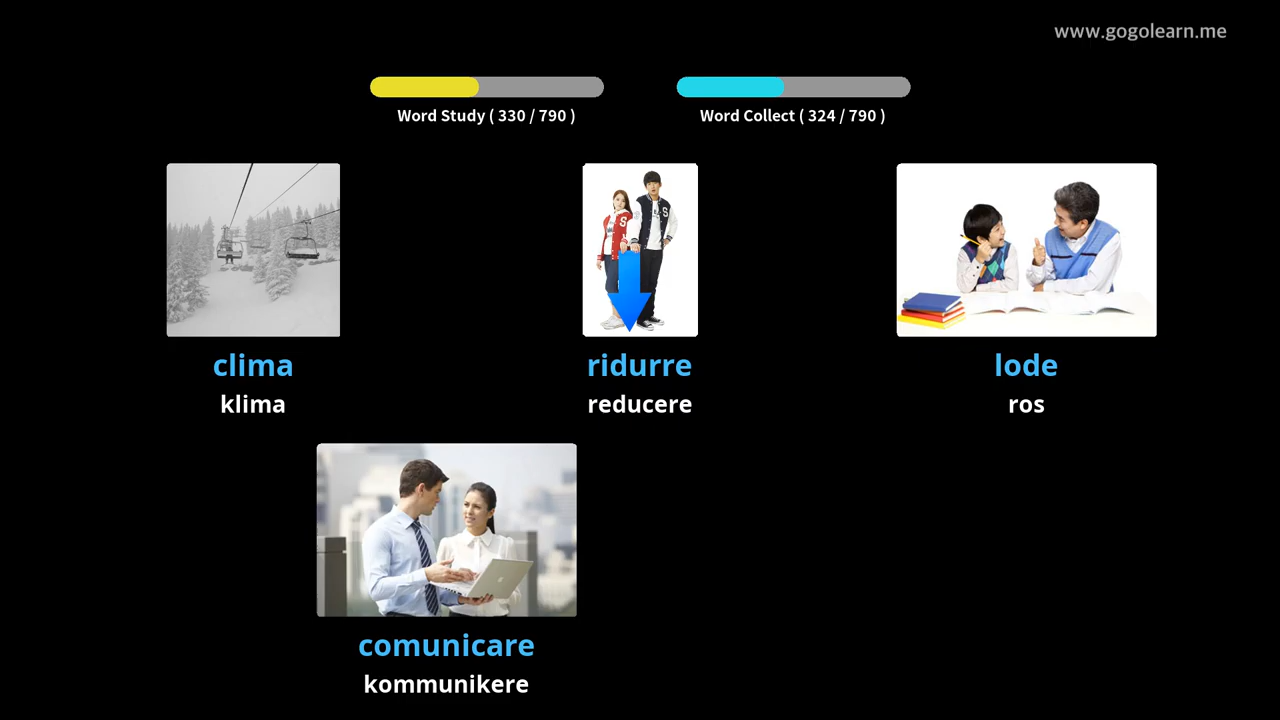 www.gogolearn.me
Word Study ( 330 / 790 )
Word Collect ( 324 / 790 )
clima
klima
ridurre
reducere
lode
ros
comunicare
kommunikere